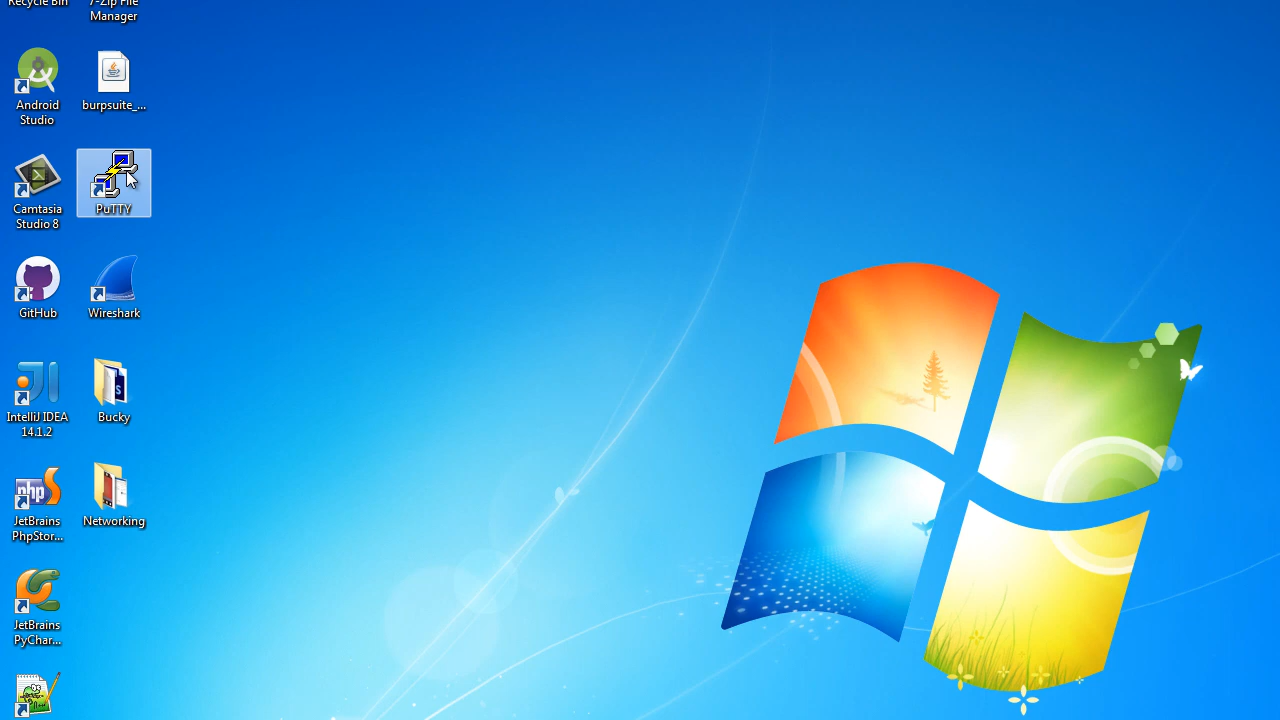 Recycle Bin
7-Zip File
Manager
Android
Studio
burpsuite_...
Camtasia
Studio 8
PuTTY
GitHub
Wireshark
IntelliJ IDEA
14.1.2
Bucky
php
JetBrains
PhpStor...
Networking
JetBrains
PyChar...